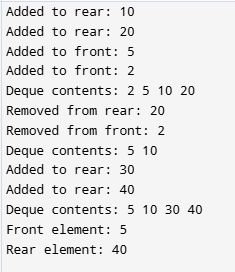 Added to rear: 10
Added to rear: 20
Added to front: 5
Added to front: 2
Deque contents: 2 5 10 20
Removed from rear: 20
Removed from front: 2
Deque contents: 5 10
Added to rear: 30
Added to rear: 40
Deque contents: 5 10 30 40
Front element: 5
Rear element: 40